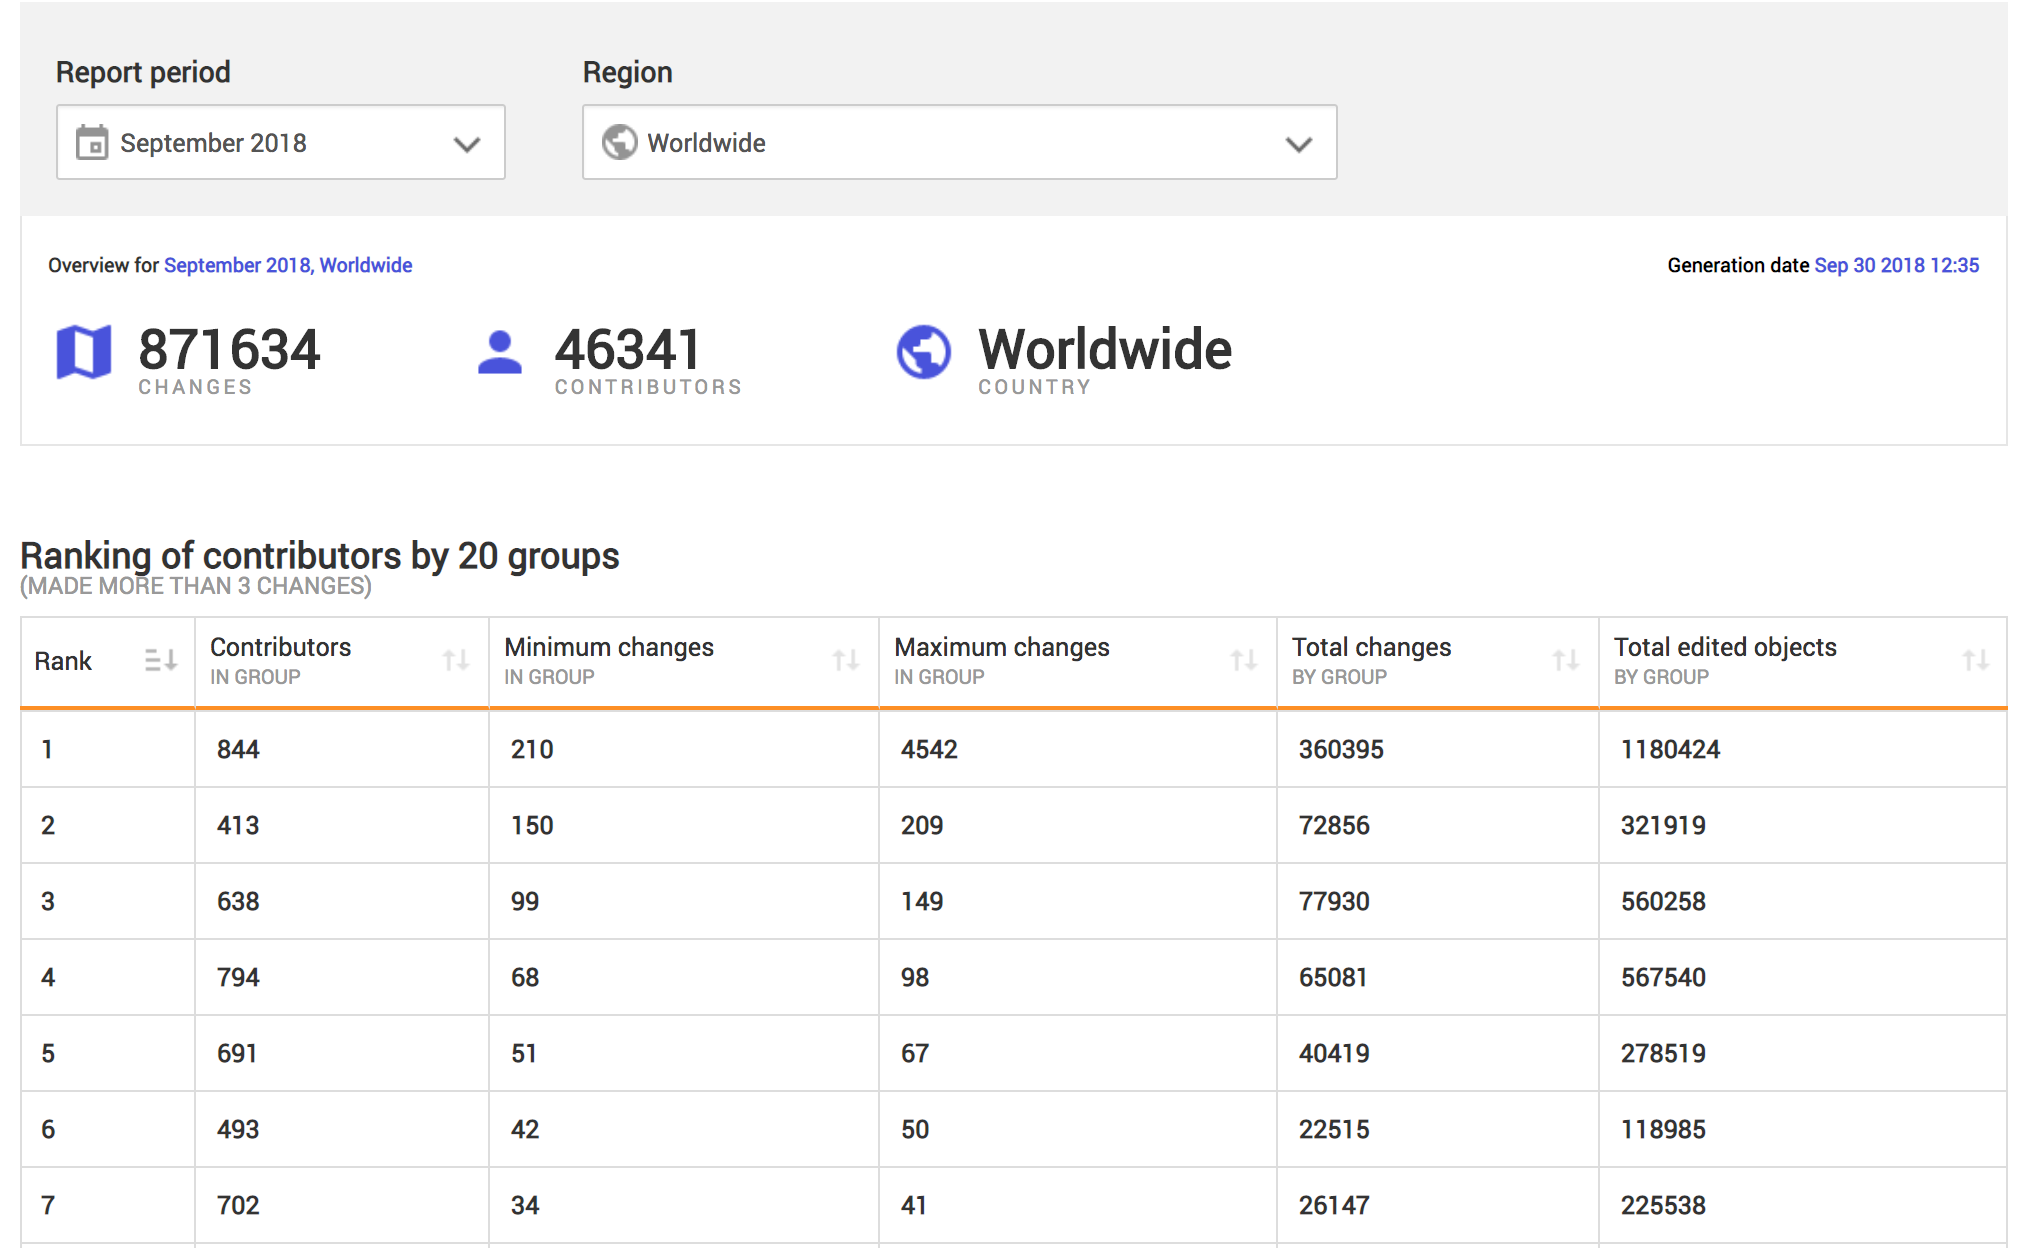 Report period Region
September 2018 Worldwide
Overview for September 2018, Worldwide Generation date Sep 30 2018 12:35
871634 46341 Worldwide
CHANGES CONTRIBUTORS COUNTRY
Ranking of contributors by 20 groups
(MADE MORE THAN 3 CHANGES)
Rank Contributors Minimum changes Maximum changes Total changes Total edited objects
IN GROUP IN GROUP IN GROUP BY GROUP BY GROUP
1 844 210 4542 360395 1180424
2 413 150 209 72856 321919
3 638 99 149 77930 560258
4 794 68 98 65081 567540
5 691 51 67 40419 278519
6 493 42 50 22515 118985
7 702 34 41 26147 225538